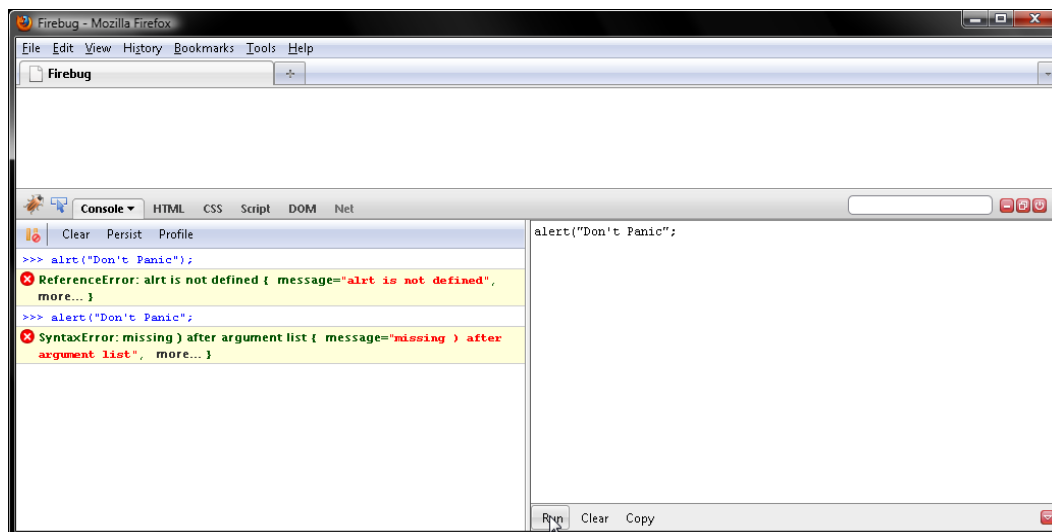 Firebug - Mozilla Firefox
File Edit View History Bookmarks Tools Help
Firebug
Console HTML CSS Script DOM Net
Clear Persist Profile
>>> alrt("Don't Panic");
ReferenceError: alrt is not defined { message="alrt is not defined",
more... }
>>> alert("Don't Panic";
SyntaxError: missing ) after argument list { message="missing ) after
argument list", more... }
alert("Don't Panic";
Run Clear Copy